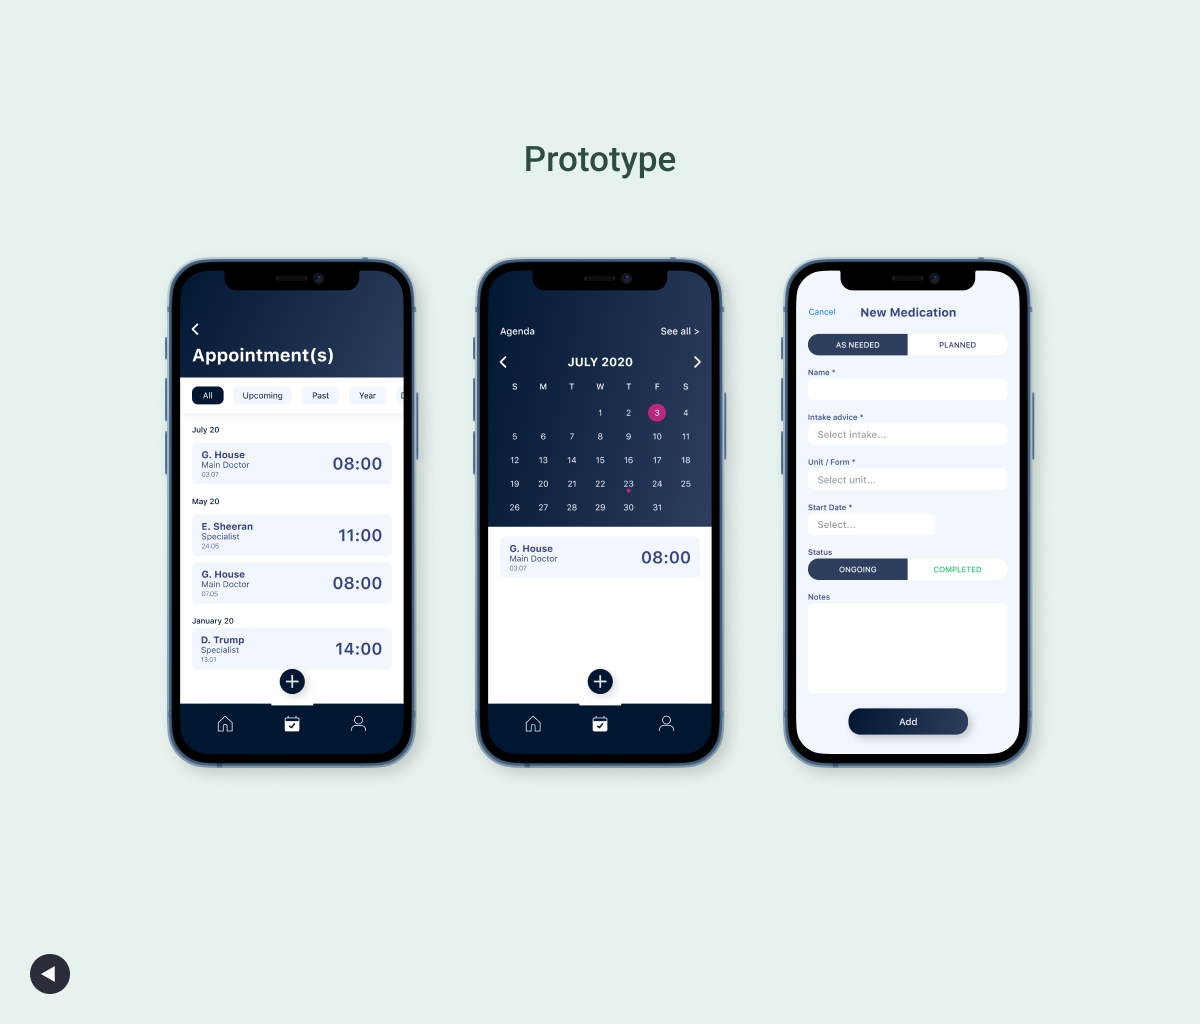 Prototype
Appointment(s)
All Upcoming Past Year
July 20
G. House
Main Doctor
03.07
08:00
May 20
E. Sheeran
Specialist
24.05
11:00
G. House
Main Doctor
07.05
08:00
January 20
D. Trump
Specialist
13.01
14:00
Agenda See all >
JULY 2020
S M T W T F S
1 2 3 4
5 6 7 8 9 10 11
12 13 14 15 16 17 18
19 20 21 22 23 24 25
26 27 28 29 30 31
G. House
Main Doctor
03.07
08:00
Cancel New Medication
AS NEEDED PLANNED
Name *
Intake advice *
Select intake...
Unit / Form *
Select unit...
Start Date *
Select...
Status
ONGOING COMPLETED
Notes
Add